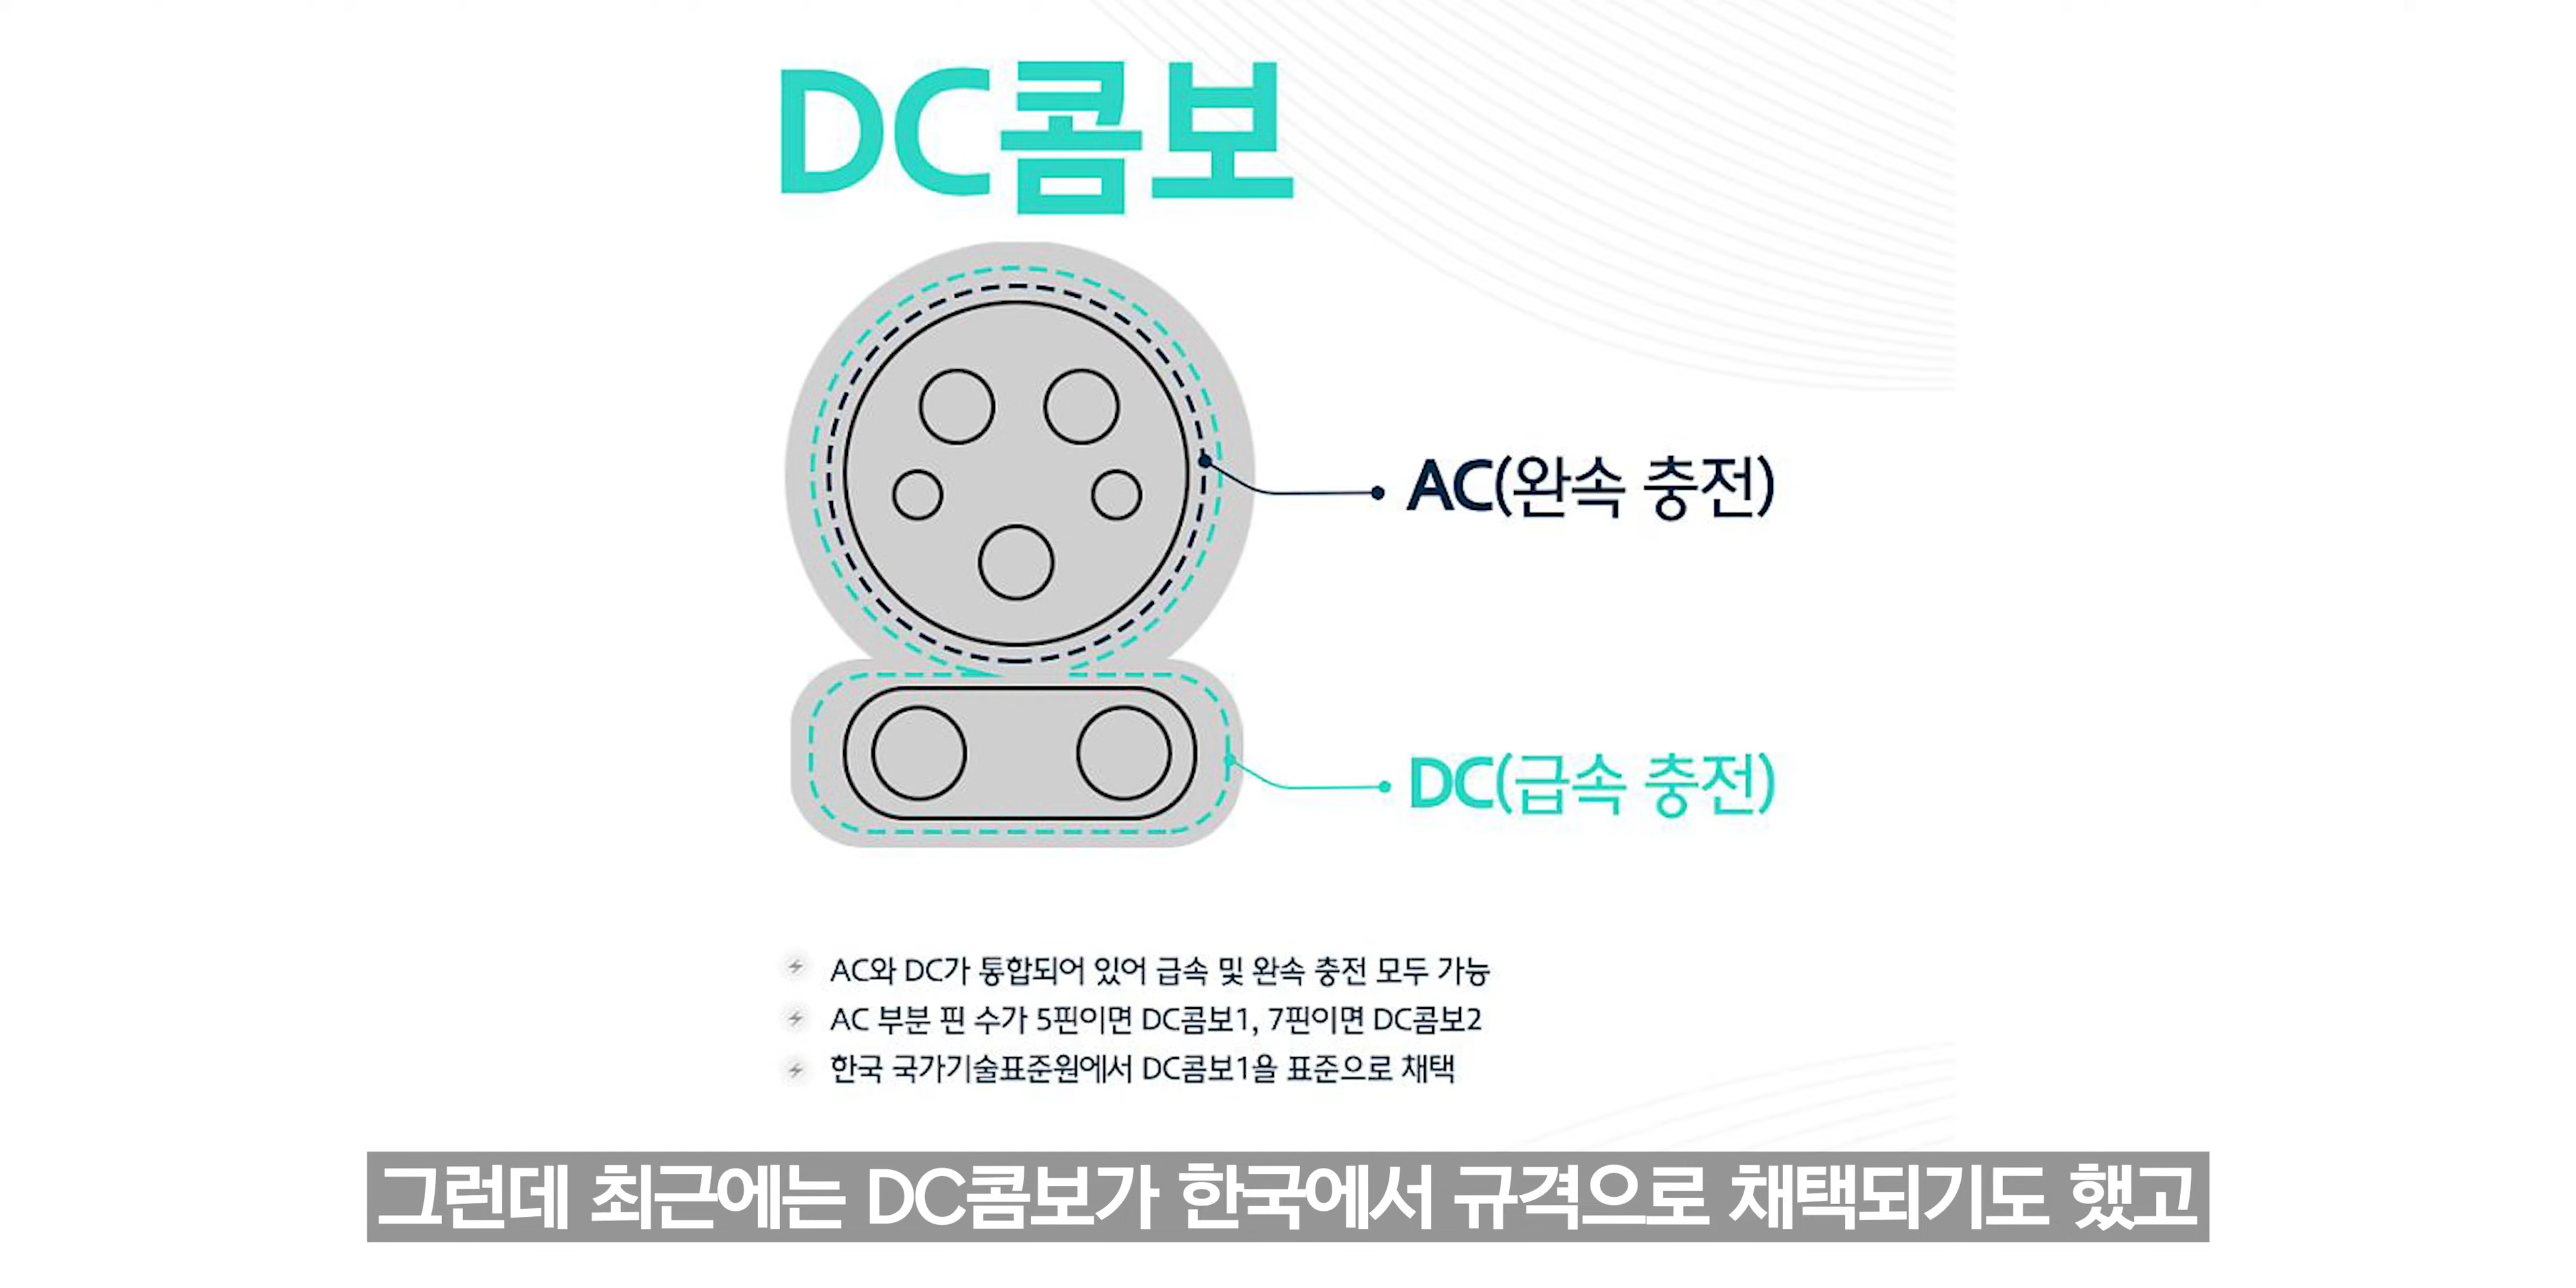 DC콤보
AC(완속 충전)
DC(급속 충전)
AC와 DC가 통합되어 있어 급속 및 완속 충전 모두 가능
AC 부분 핀 수가 5핀이면 DC콤보1, 7핀이면 DC콤보2
한국 국가기술표준원에서 DC콤보1을 표준으로 채택
그런데 최근에는 DC콤보가 한국에서 규격으로 채택되기도 했고